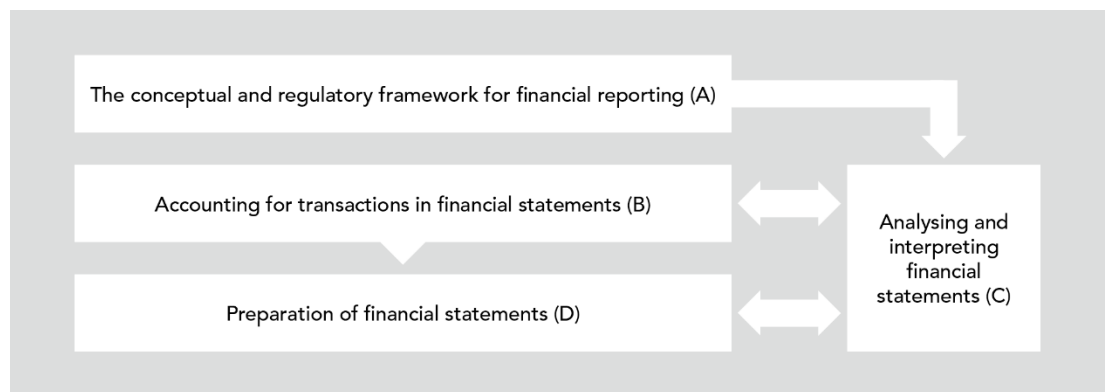 The conceptual and regulatory framework for financial reporting (A)
Accounting for transactions in financial statements (B)
Preparation of financial statements (D)
Analysing and
interpreting
financial
statements (C)